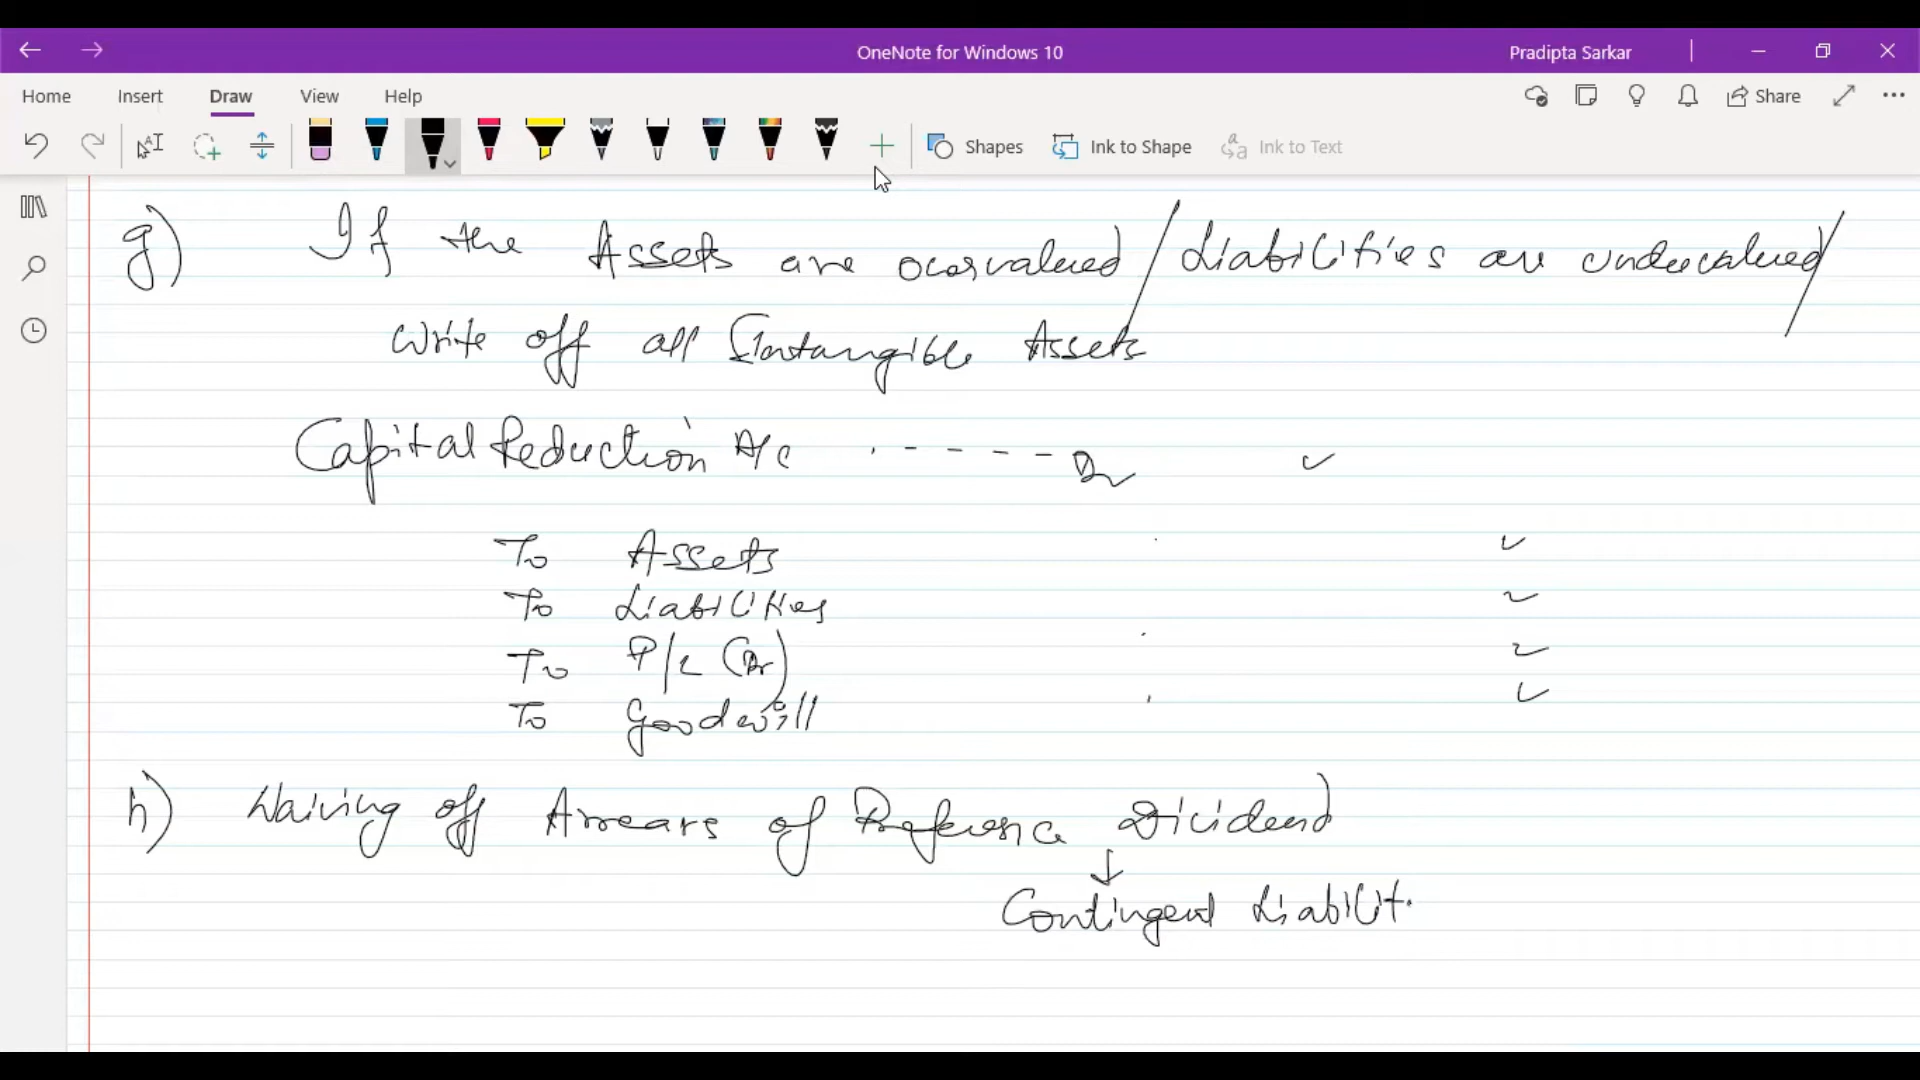 OneNote for Windows 10
Pradipta Sarkar
Home Insert Draw View Help
Share
Shapes Ink to Shape Ink to Text
g) If the Assets are overvalued / Liabilities are undervalued /
Write off all Intangible Assets
Capital Reduction A/c . - - - - - Dr ✓
To Assets ✓
To Liabilities ✓
To P/L (Dr) ✓
To Goodwill ✓
h) Waiving off Arrears of Preference Dividend
↓
Contingent Liabilit